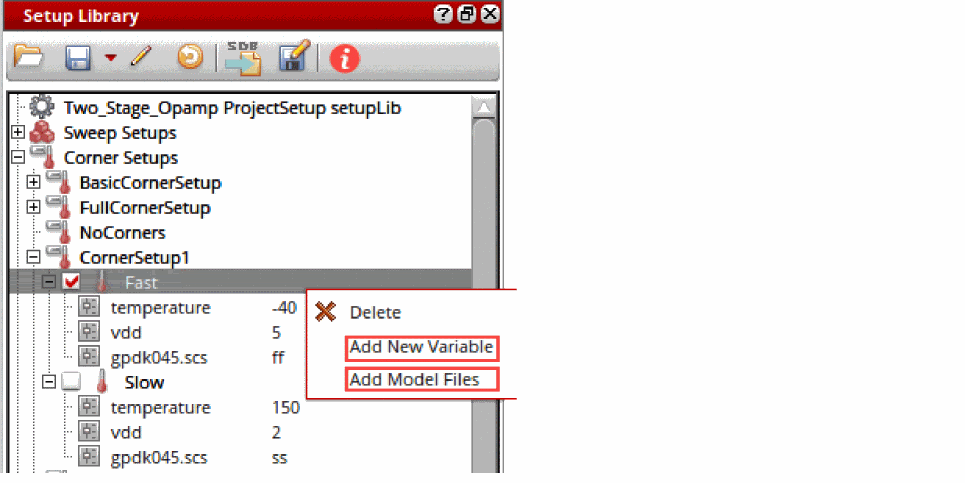 Setup Library
SDB
Two_Stage_Opamp ProjectSetup setupLib
Sweep Setups
Corner Setups
BasicCornerSetup
FullCornerSetup
NoCorners
CornerSetup1
Fast
temperature -40
Delete
vdd 5
Add New Variable
gpdk045.scs ff
Add Model Files
Slow
temperature 150
vdd 2
gpdk045.scs ss